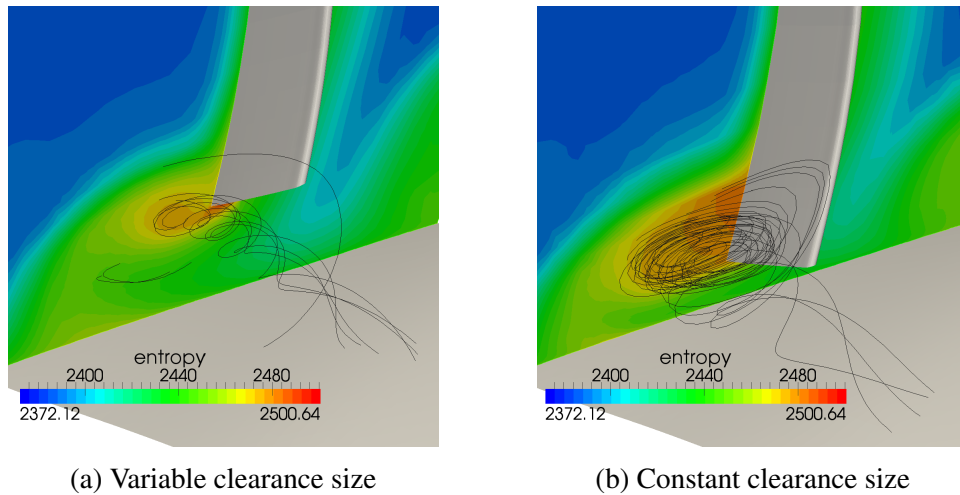 entropy
2400 2440 2480
2372.12 2500.64
(a) Variable clearance size
entropy
2400 2440 2480
2372.12 2500.64
(b) Constant clearance size